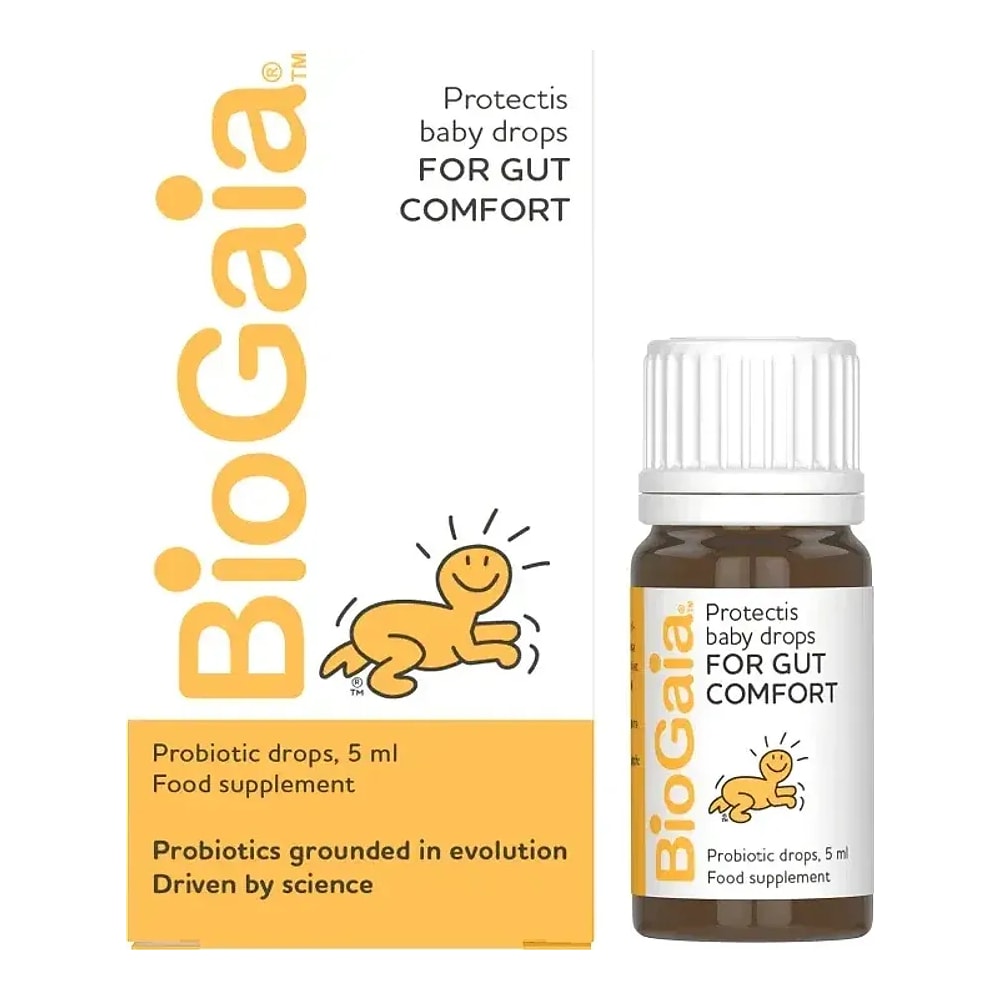 BioGaia®™
Protectis
baby drops
FOR GUT
COMFORT
®
™
Probiotic drops, 5 ml
Food supplement
Probiotics grounded in evolution
Driven by science
BioGaia®™
Protectis
baby drops
FOR GUT
COMFORT
Probiotic drops, 5 ml
Food supplement